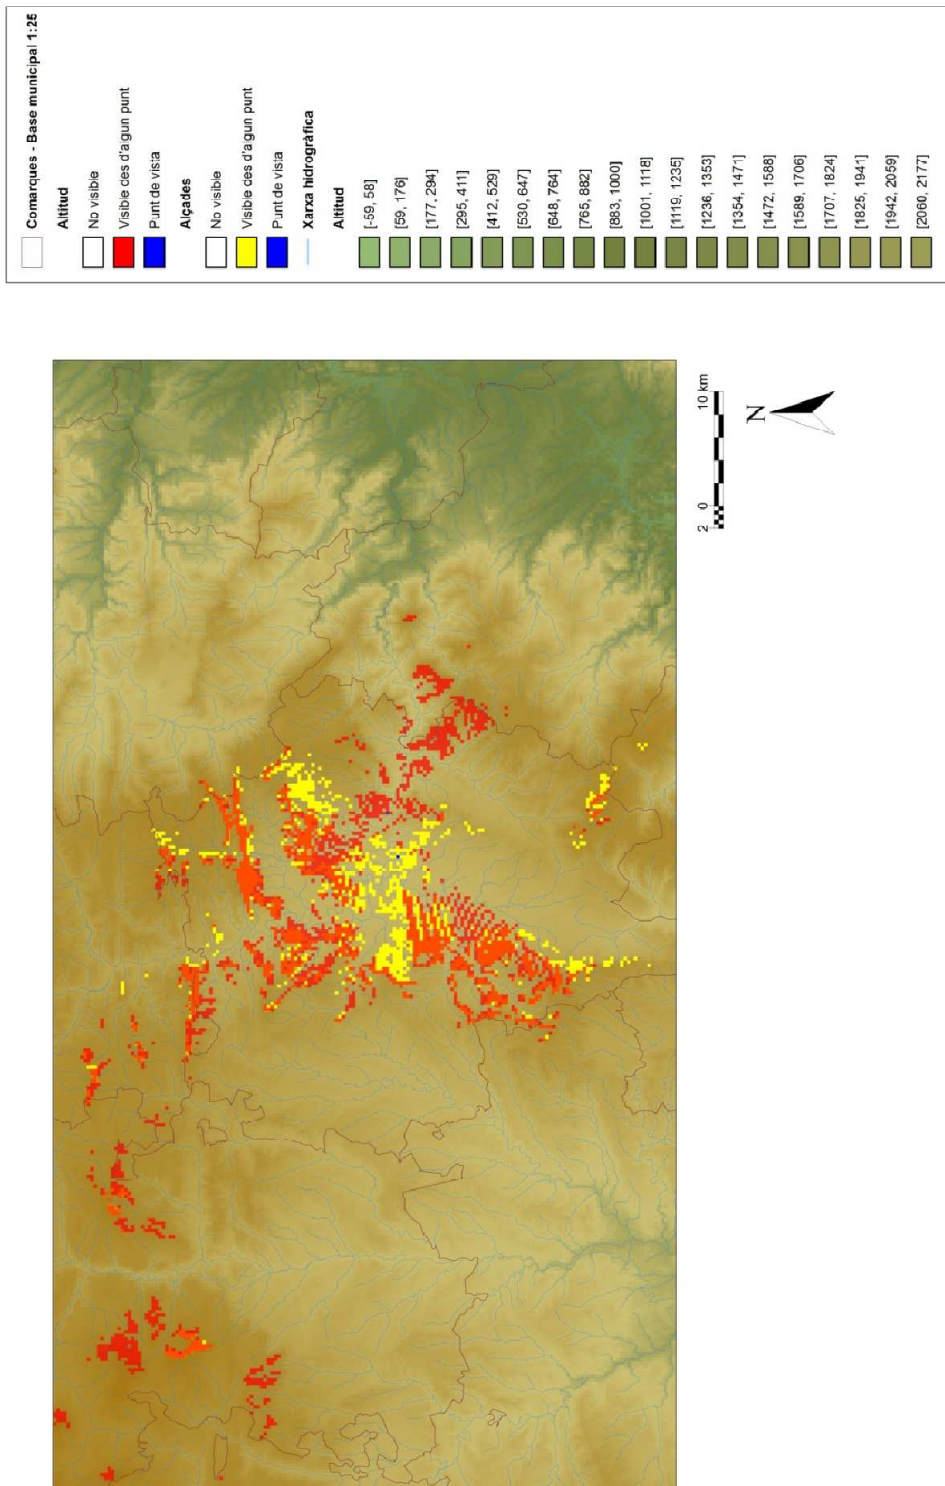 Comarques - Base municipal 1:25
Altitud
No visible
Visible des d'agun punt
Punt de vista
Alçades
No visible
Visible des d'agun punt
Punt de vista
Xarxa hidrogràfica
Altitud
[-59, 58]
[59, 176]
[177, 294]
[295, 411]
[412, 529]
[530, 647]
[648, 764]
[765, 882]
[883, 1000]
[1001, 1118]
[1119, 1235]
[1236, 1353]
[1354, 1471]
[1472, 1588]
[1589, 1706]
[1707, 1824]
[1825, 1941]
[1942, 2059]
[2060, 2177]
2 0 10 km
N